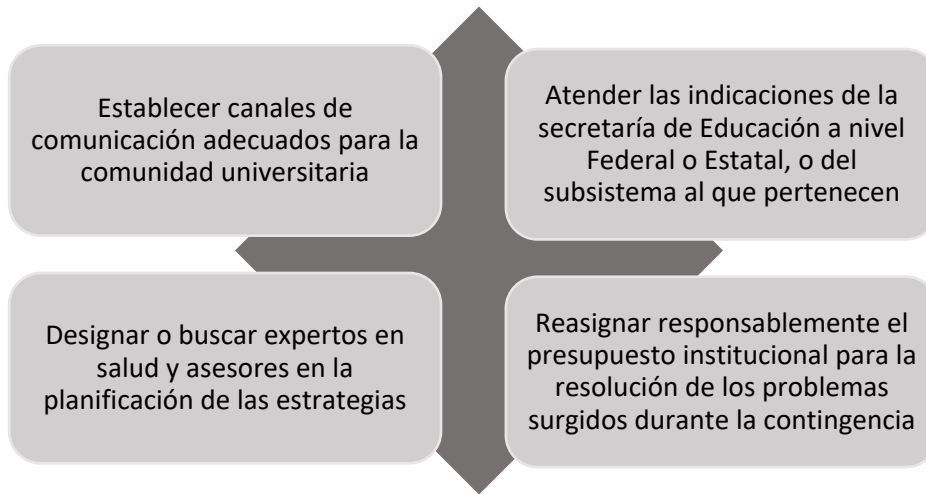 Establecer canales de
comunicación adecuados para la
comunidad universitaria
Atender las indicaciones de la
secretaría de Educación a nivel
Federal o Estatal, o del
subsistema al que pertenecen
Designar o buscar expertos en
salud y asesores en la
planificación de las estrategias
Reasignar responsablemente el
presupuesto institucional para la
resolución de los problemas
surgidos durante la contingencia